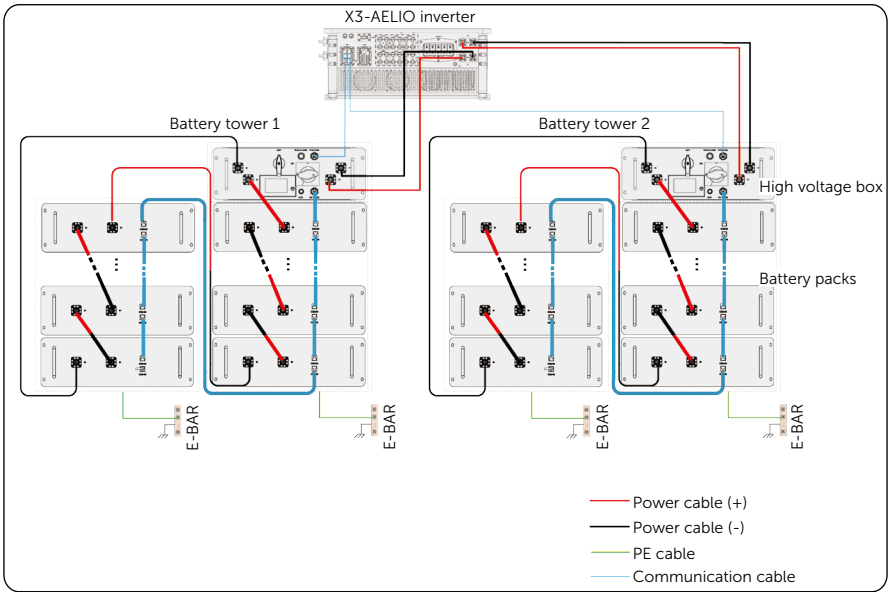 X3-AELIO inverter
Battery tower 1
Battery tower 2
High voltage box
Battery packs
E-BAR
E-BAR
E-BAR
E-BAR
Power cable (+)
Power cable (-)
PE cable
Communication cable